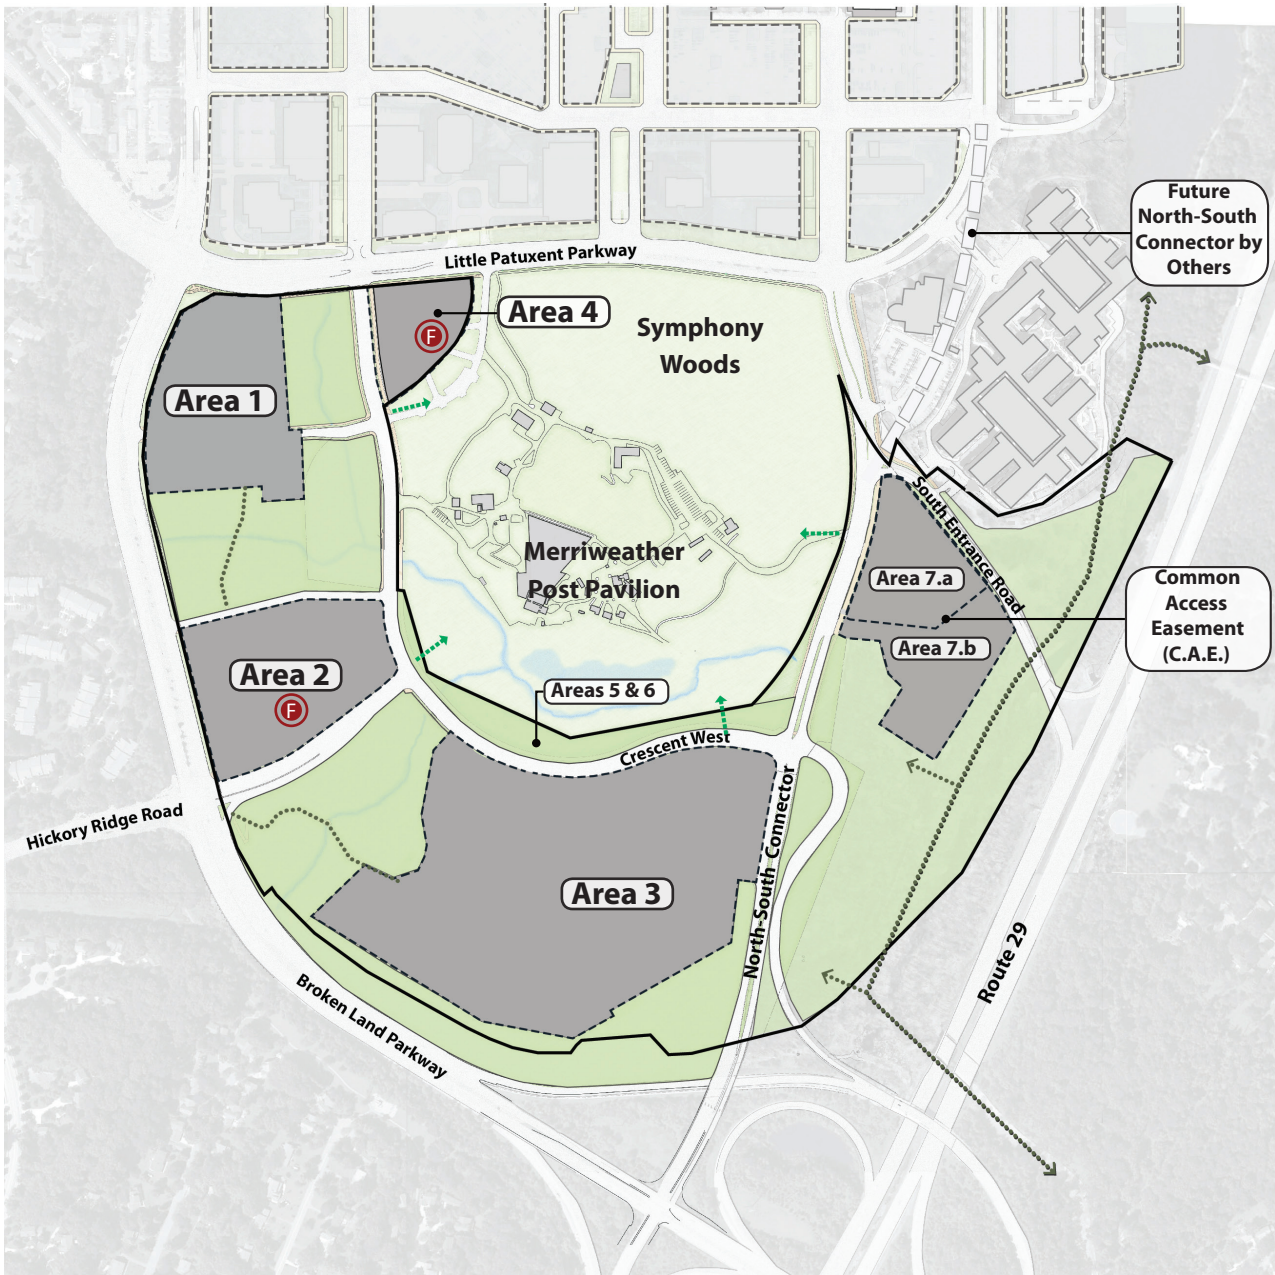 Future
North-South
Connector by
Others
Little Patuxent Parkway
Area 4
F
Symphony
Woods
Area 1
South Entrance Road
Merriweather
Post Pavilion
Area 7.a
Common
Access
Easement
(C.A.E.)
Area 7.b
Area 2
F
Areas 5 & 6
Crescent West
Hickory Ridge Road
North-South Connector
Area 3
Route 29
Broken Land Parkway